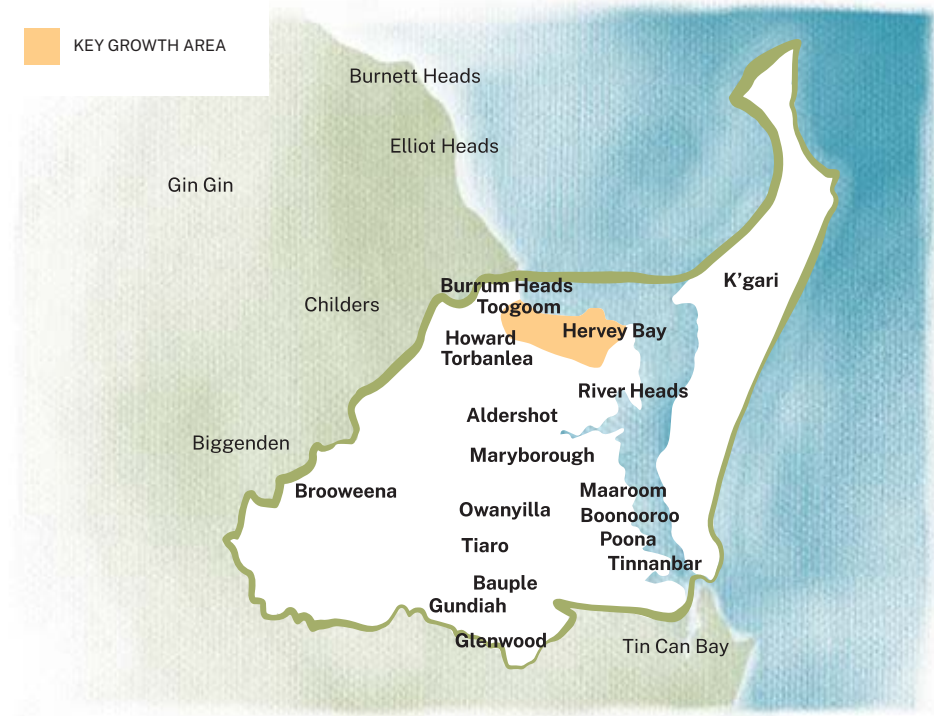 KEY GROWTH AREA
Burnett Heads
Elliot Heads
Gin Gin
K’gari
Burrum Heads
Childers
Toogoom
Hervey Bay
Howard
Torbanlea
River Heads
Aldershot
Biggenden
Maryborough
Brooweena
Maaroom
Owanyilla
Boonooroo
Poona
Tiaro
Tinnanbar
Bauple
Gundiah
Glenwood
Tin Can Bay